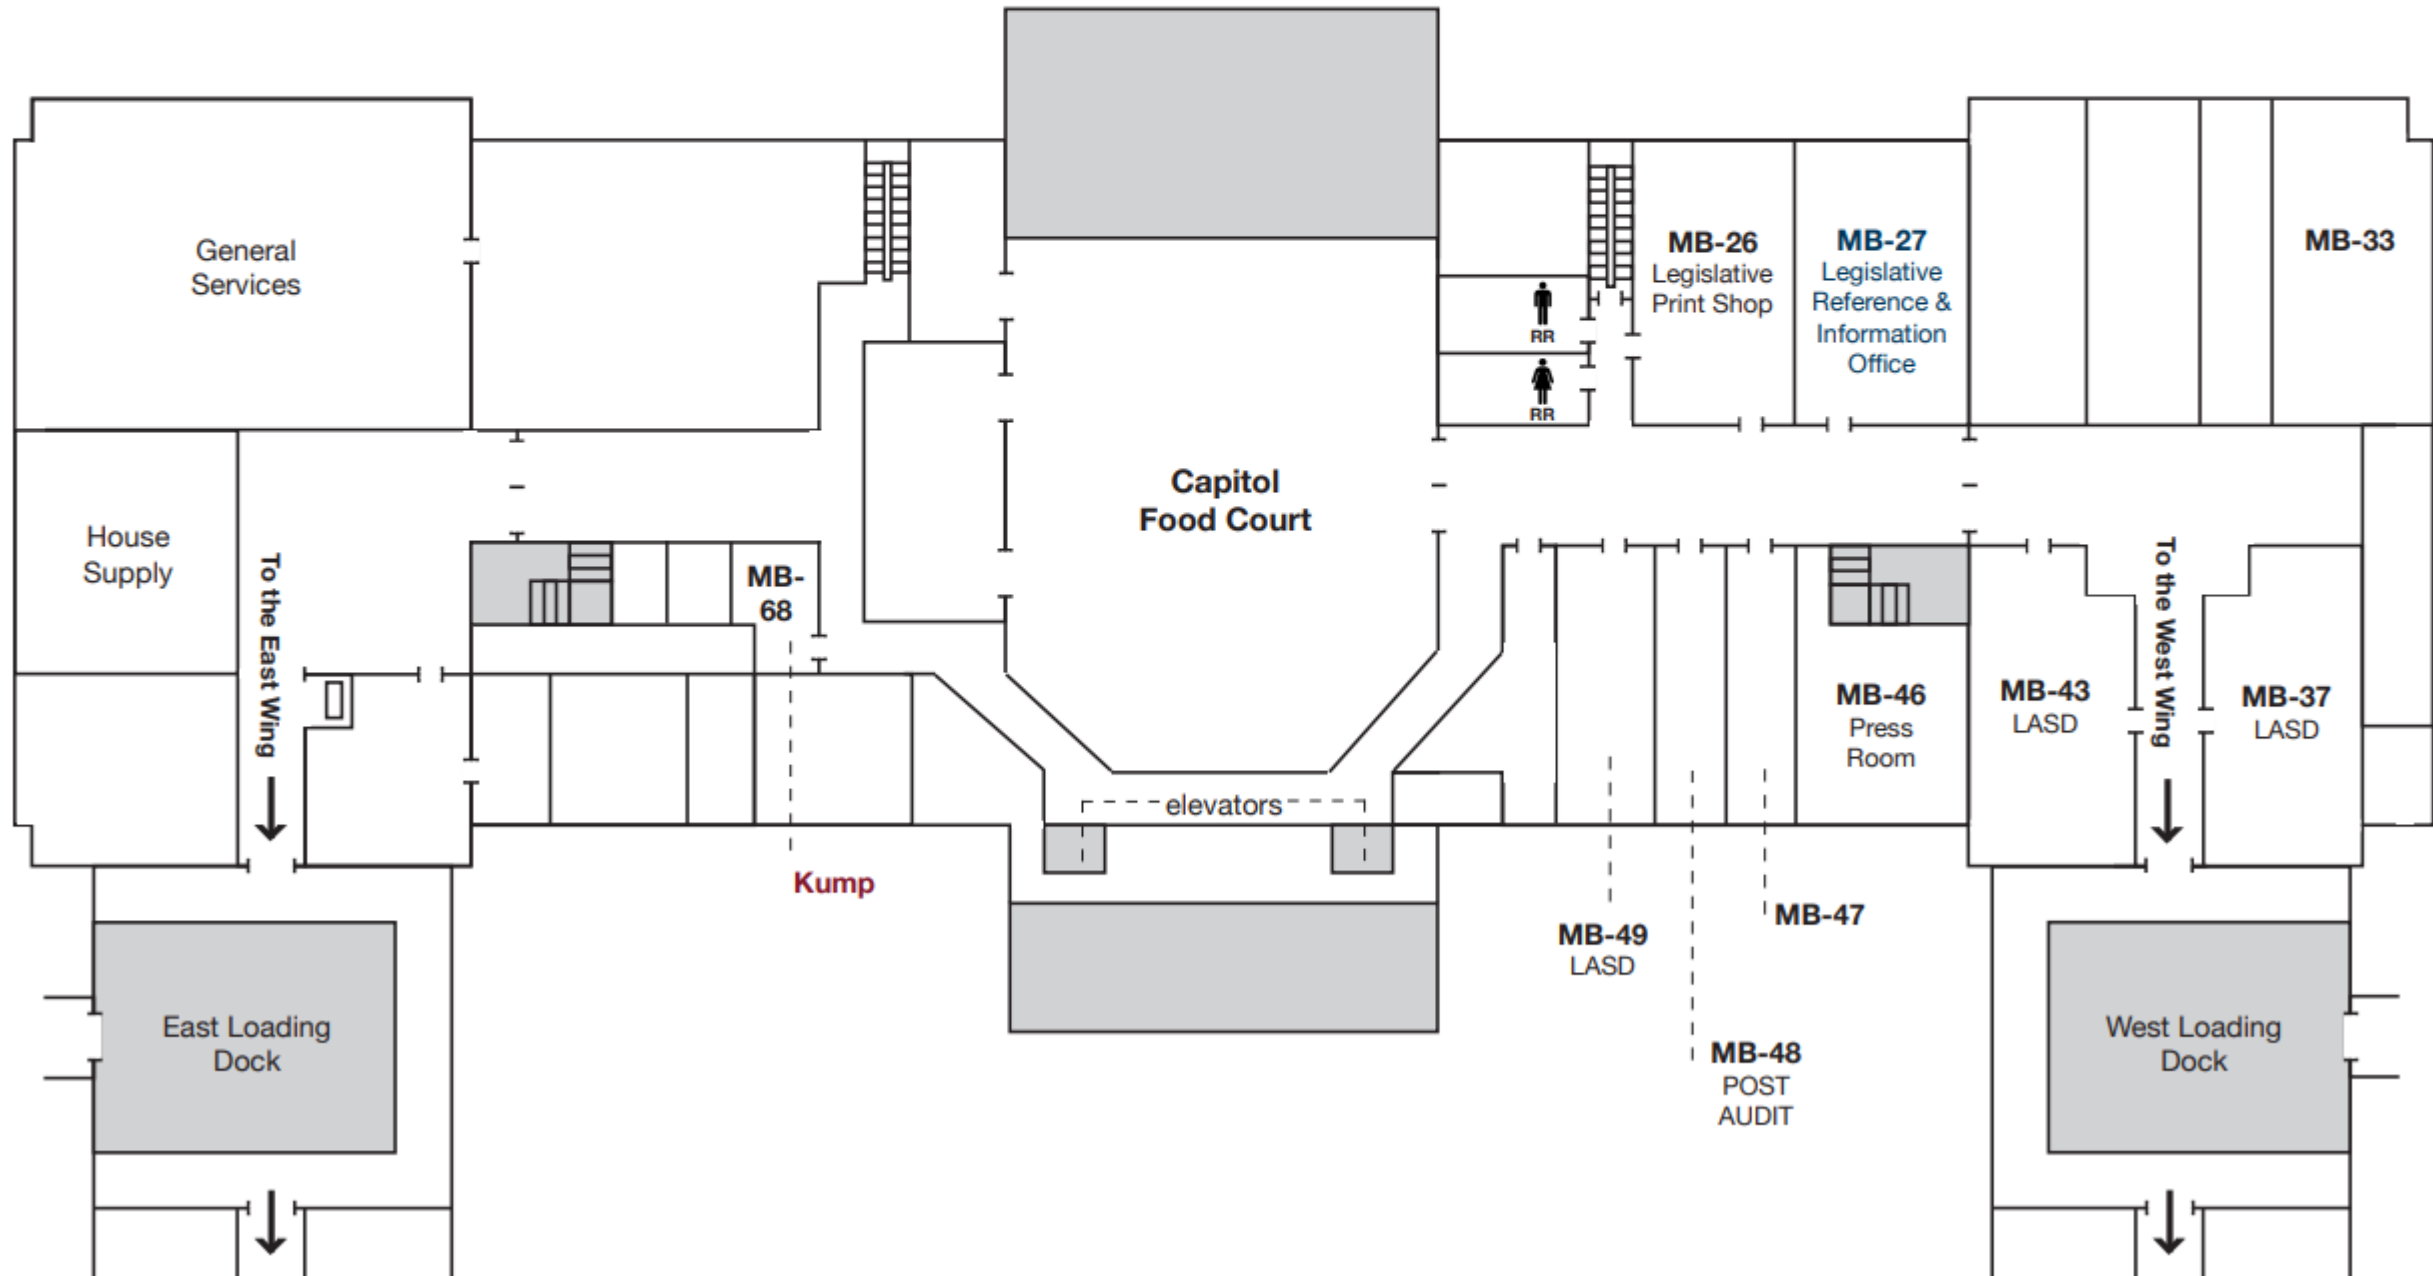 General
Services
MB-26
Legislative
Print Shop
MB-27
Legislative
Reference &
Information
Office
MB-33
RR
RR
Capitol
Food Court
House
Supply
To the East Wing
MB-
68
To the West Wing
MB-46
Press
Room
MB-43
LASD
MB-37
LASD
elevators
Kump
MB-49
LASD
MB-47
MB-48
POST
AUDIT
East Loading
Dock
West Loading
Dock